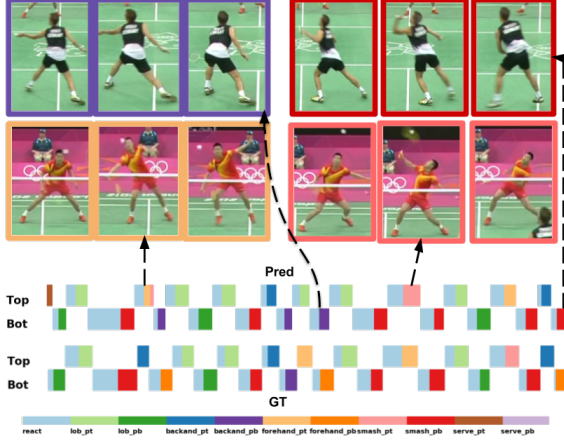 Pred
Top
Bot
Top
Bot
GT
react lob_pt lob_pb backand_pt backand_pb forehand_pt forehand_pb smash_pt smash_pb serve_pt serve_pb